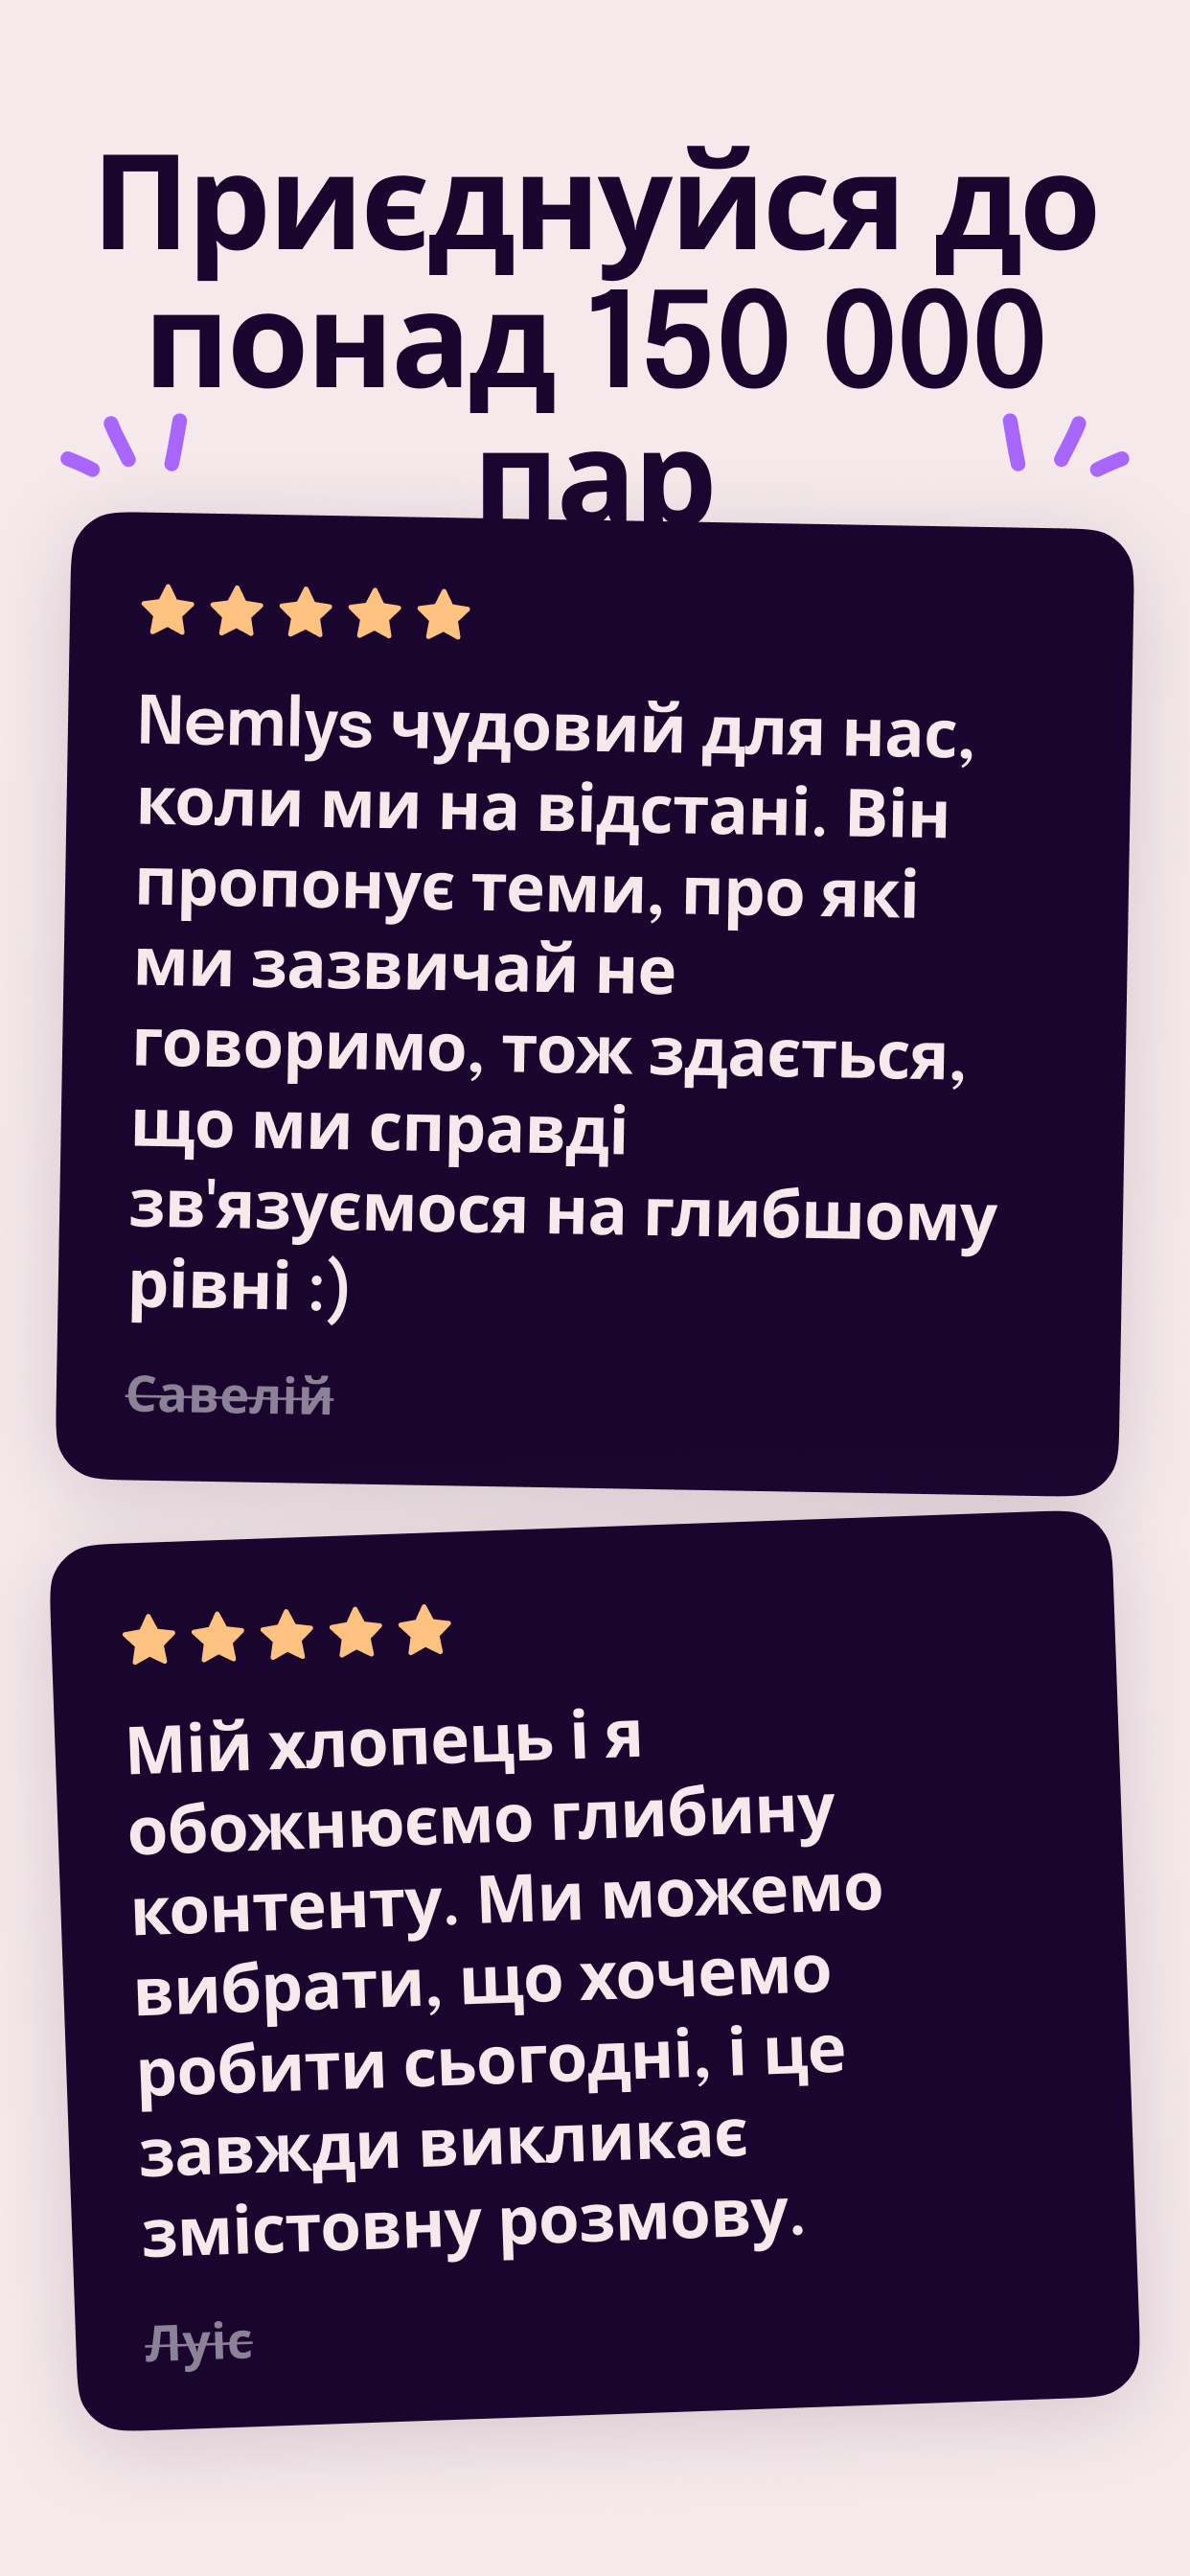 Приєднуйся до
понад 150 000
пар
Nemlys чудовий для нас,
коли ми на відстані. Він
пропонує теми, про які
ми зазвичай не
говоримо, тож здається,
що ми справді
зв'язуємося на глибшому
рівні :)
Савелій
Мій хлопець і я
обожнюємо глибину
контенту. Ми можемо
вибрати, що хочемо
робити сьогодні, і це
завжди викликає
змістовну розмову.
Луіс